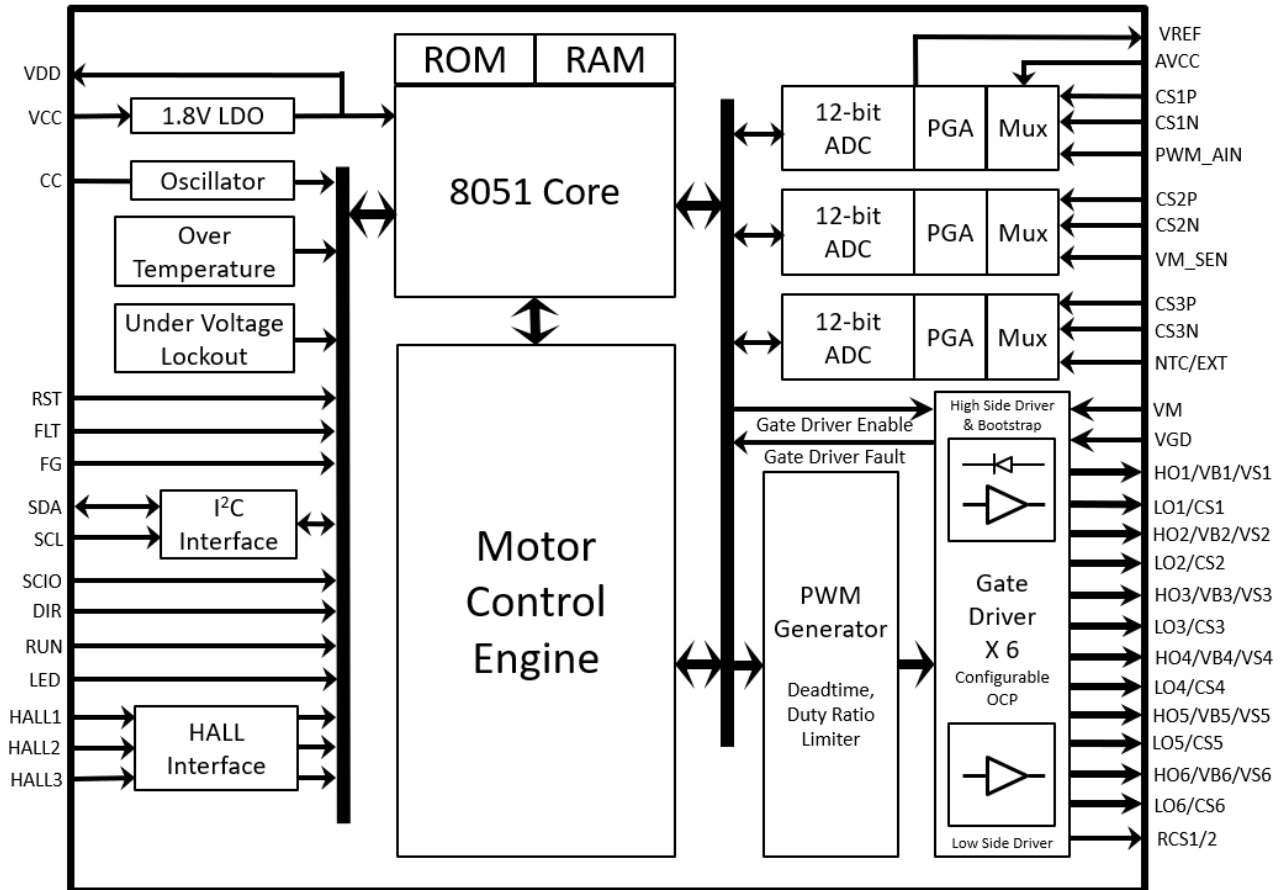 VDD
VCC
CC
RST
FLT
FG
SDA
SCL
SCIO
DIR
RUN
LED
HALL1
HALL2
HALL3
1.8V LDO
Oscillator
Over
Temperature
Under Voltage
Lockout
I²C
Interface
HALL
Interface
ROM
RAM
8051 Core
Motor
Control
Engine
12-bit
ADC
PGA
Mux
12-bit
ADC
PGA
Mux
12-bit
ADC
PGA
Mux
Gate Driver Enable
Gate Driver Fault
PWM
Generator
Deadtime,
Duty Ratio
Limiter
High Side Driver
& Bootstrap
Gate
Driver
X 6
Configurable
OCP
Low Side Driver
VREF
AVCC
CS1P
CS1N
PWM_AIN
CS2P
CS2N
VM_SEN
CS3P
CS3N
NTC/EXT
VM
VGD
HO1/VB1/VS1
LO1/CS1
HO2/VB2/VS2
LO2/CS2
HO3/VB3/VS3
LO3/CS3
HO4/VB4/VS4
LO4/CS4
HO5/VB5/VS5
LO5/CS5
HO6/VB6/VS6
LO6/CS6
RCS1/2